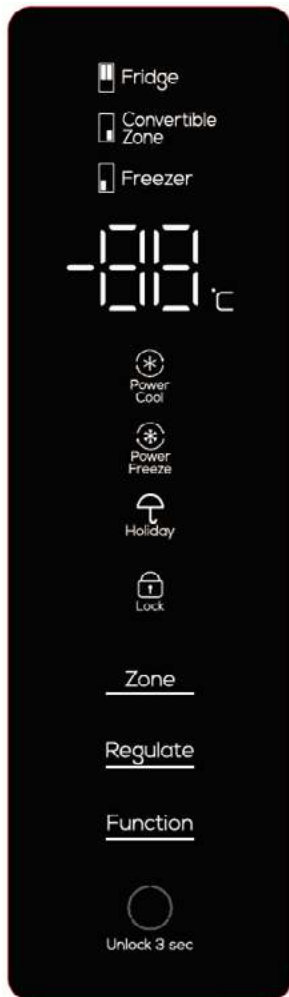 Fridge
Convertible
Zone
Freezer
-88
°C
Power
Cool
Power
Freeze
Holiday
Lock
Zone
Regulate
Function
Unlock 3 sec